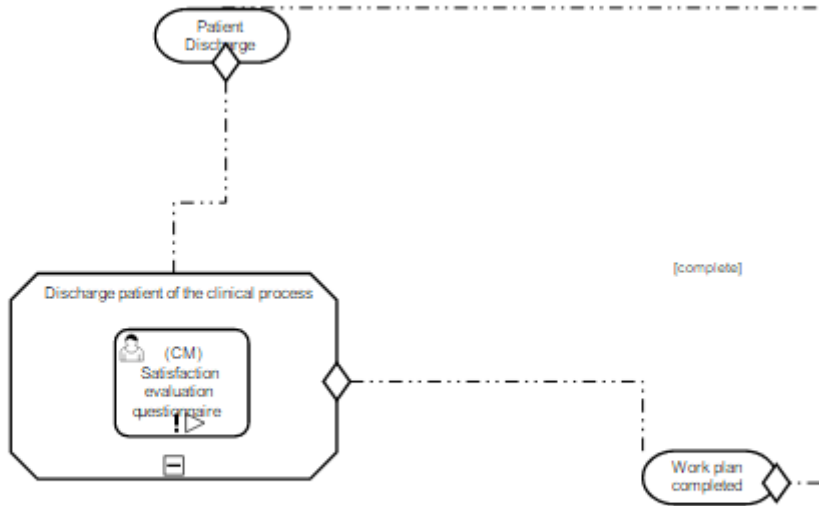 Patient
Discharge
[complete]
Discharge patient of the clinical process
(CM)
Satisfaction
evaluation
questionnaire
Work plan
completed